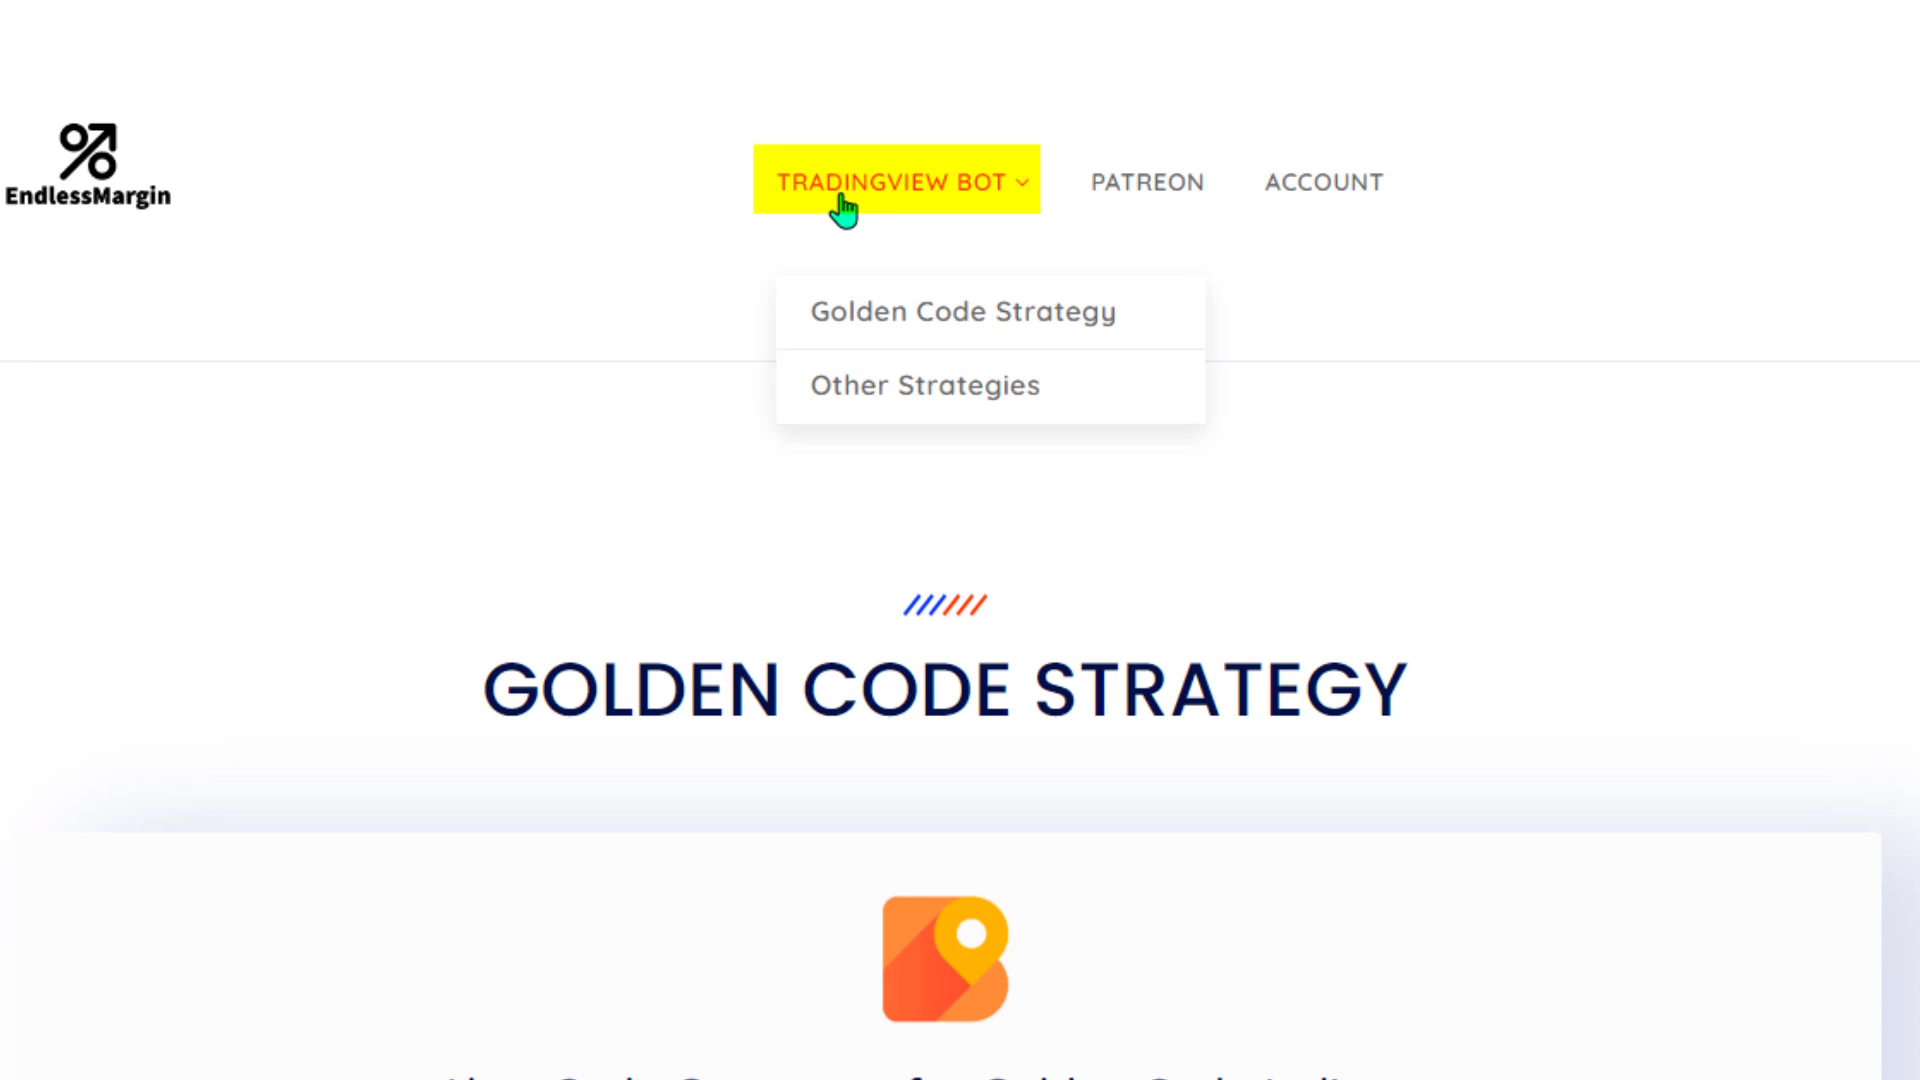 EndlessMargin
TRADINGVIEW BOT
PATREON
ACCOUNT
Golden Code Strategy
Other Strategies
GOLDEN CODE STRATEGY